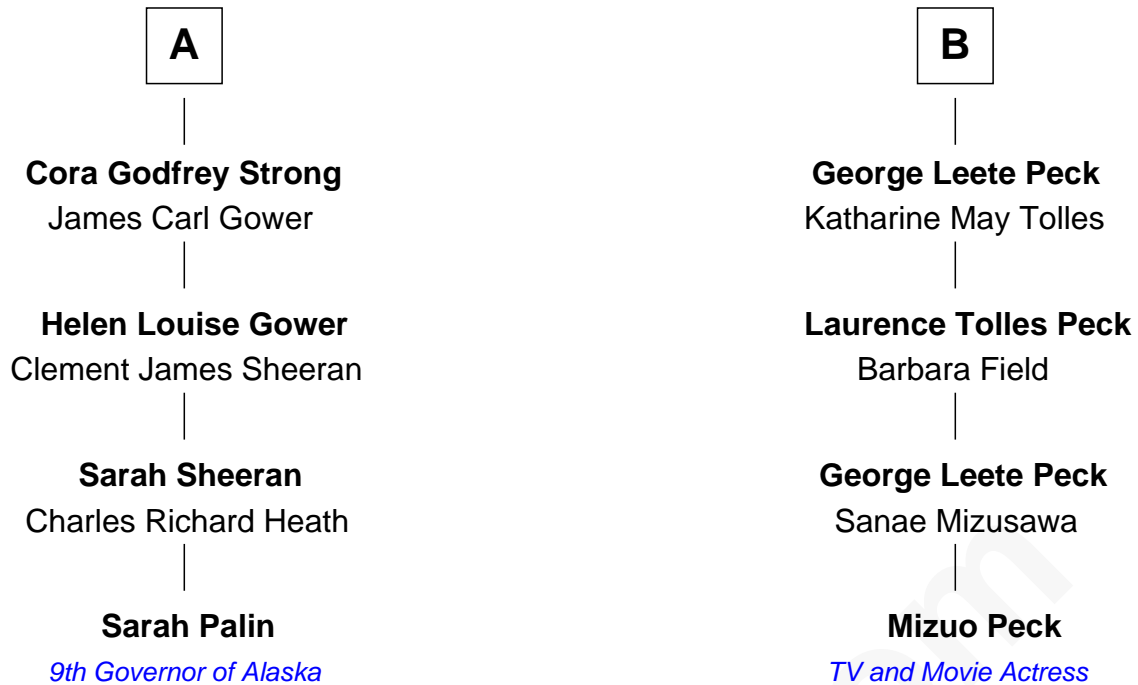 A
B
Cora Godfrey Strong
James Carl Gower
George Leete Peck
Katharine May Tolles
Helen Louise Gower
Clement James Sheeran
Laurence Tolles Peck
Barbara Field
Sarah Sheeran
Charles Richard Heath
George Leete Peck
Sanae Mizusawa
Sarah Palin
9th Governor of Alaska
Mizuo Peck
TV and Movie Actress